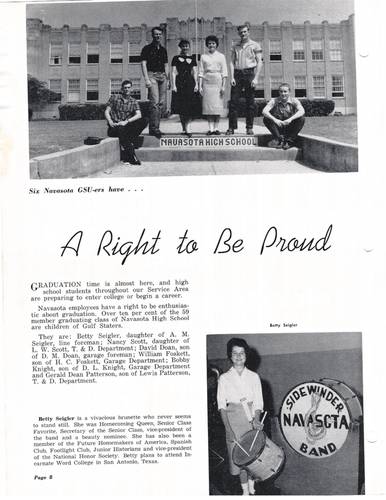 NAVASOTA HIGH SCHOOL
Six Navasota GSU-ers have . . .
A Right to Be Proud
GRADUATION time is almost here, and high
school students throughout our Service Area
are preparing to enter college or begin a career.
Navasota employees have a right to be enthusias-
tic about graduation. Over ten per cent of the 59
member graduating class of Navasota High School
are children of Gulf Staters.
They are: Betty Seigler, daughter of A. M.
Seigler, line foreman; Nancy Scott, daughter of
L. W. Scott, T. & D. Department; David Doan, son
of D. M. Doan, garage foreman; William Foskett,
son of H. C. Foskett, Garage Department; Bobby
Knight, son of D. L. Knight, Garage Department
and Gerald Dean Patterson, son of Lewis Patterson,
T. & D. Department.
Betty Seigler
SIDEWINDER
NAVASOTA
BAND
Betty Seigler is a vivacious brunette who never seems
to stand still. She was Homecoming Queen, Senior Class
Favorite, Secretary of the Senior Class, vice-president of
the band and a beauty nominee. She has also been a
member of the Future Homemakers of America, Spanish
Club, Footlight Club, Junior Historians and vice-president
of the National Honor Society. Betty plans to attend In-
carnate Word College in San Antonio, Texas.
Page 8